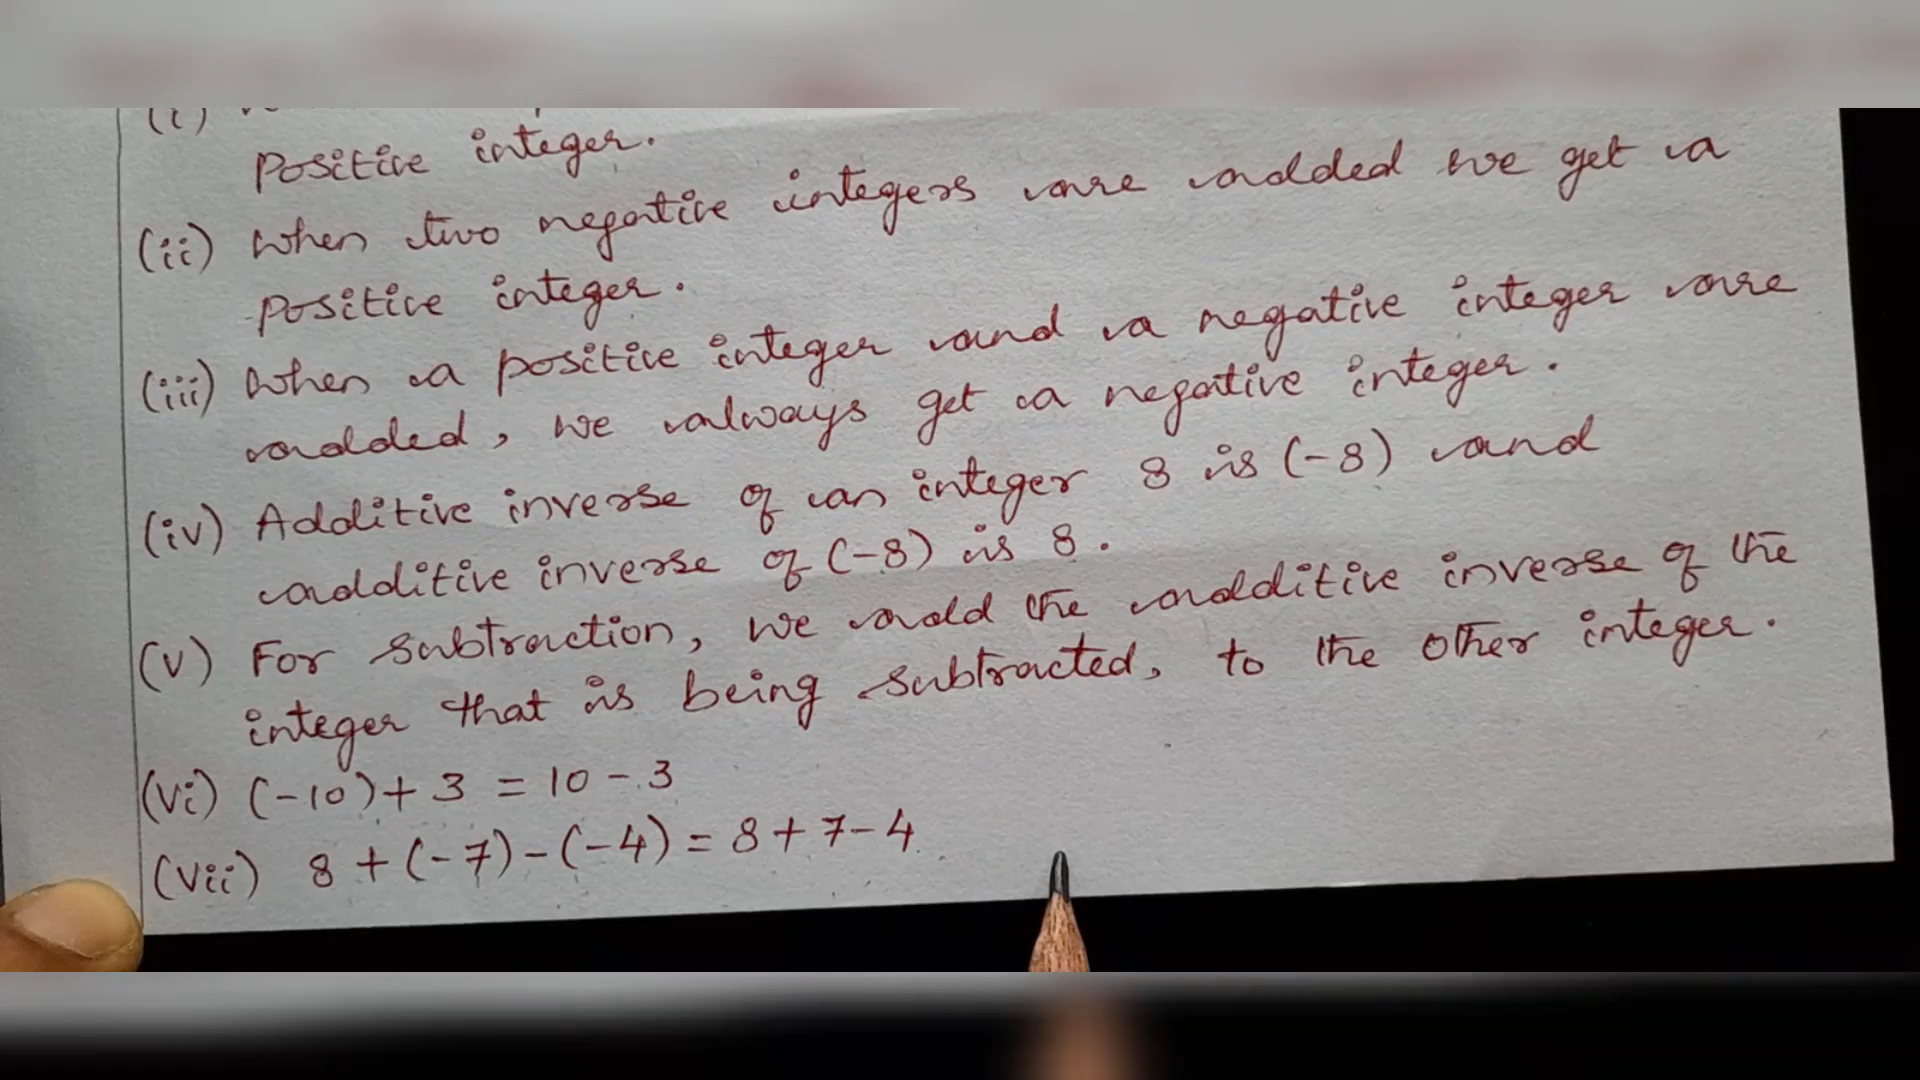 (i)
Positive integer.
(ii) When two negative integers are added we get a
positive integer.
(iii) When a positive integer and a negative integer are
added, we always get a negative integer.
(iv) Additive inverse of an integer 8 is (-8) and
additive inverse of (-8) is 8.
(v) For subtraction, we add the additive inverse of the
integer that is being subtracted, to the other integer.
(Vi) (-10)+ 3 = 10 - 3
(Vii) 8 + (-7) - (-4) = 8 + 7 - 4